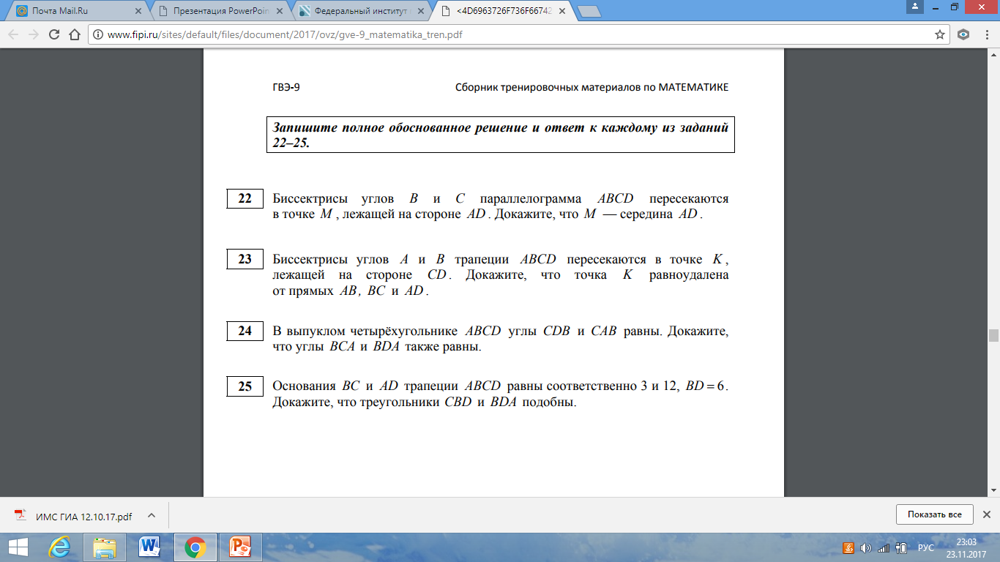 Почта Mail.Ru
Презентация PowerPoin
Федеральный институт
<4D6963726F736F66742
www.fipi.ru/sites/default/files/document/2017/ovz/gve-9_matematika_tren.pdf
ГВЭ-9 Сборник тренировочных материалов по МАТЕМАТИКЕ
Запишите полное обоснованное решение и ответ к каждому из заданий
22–25.
22 Биссектрисы углов B и C параллелограмма ABCD пересекаются
в точке M , лежащей на стороне AD . Докажите, что M — середина AD .
23 Биссектрисы углов A и B трапеции ABCD пересекаются в точке K ,
лежащей на стороне CD . Докажите, что точка K равноудалена
от прямых AB , BC и AD .
24 В выпуклом четырёхугольнике ABCD углы CDB и CAB равны. Докажите,
что углы BCA и BDA также равны.
25 Основания BC и AD трапеции ABCD равны соответственно 3 и 12, BD = 6 .
Докажите, что треугольники CBD и BDA подобны.
ИМС ГИА 12.10.17.pdf
Показать все
РУС
23:03
23.11.2017